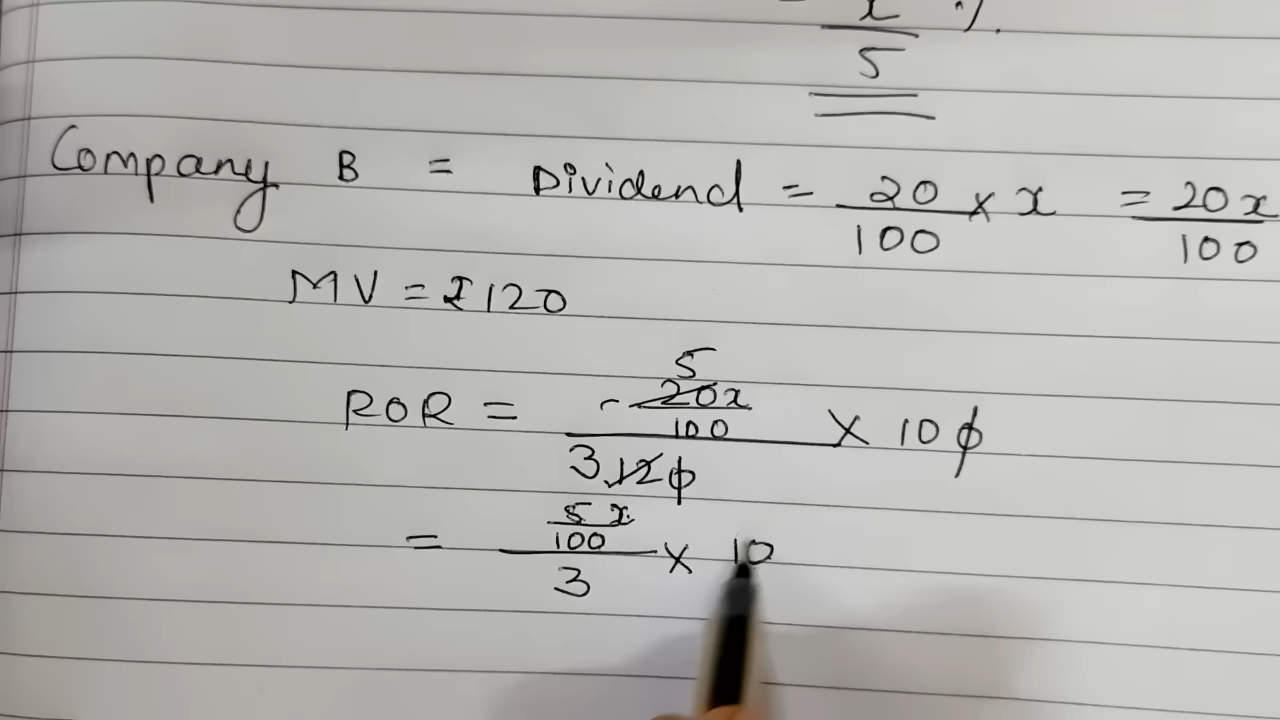 x/5 %.
Company B = Dividend = 20/100 × x = 20x/100
MV = ₹120
5
ROR = -20x/100 / 3 120 × 100
= 5x/100 / 3 × 10